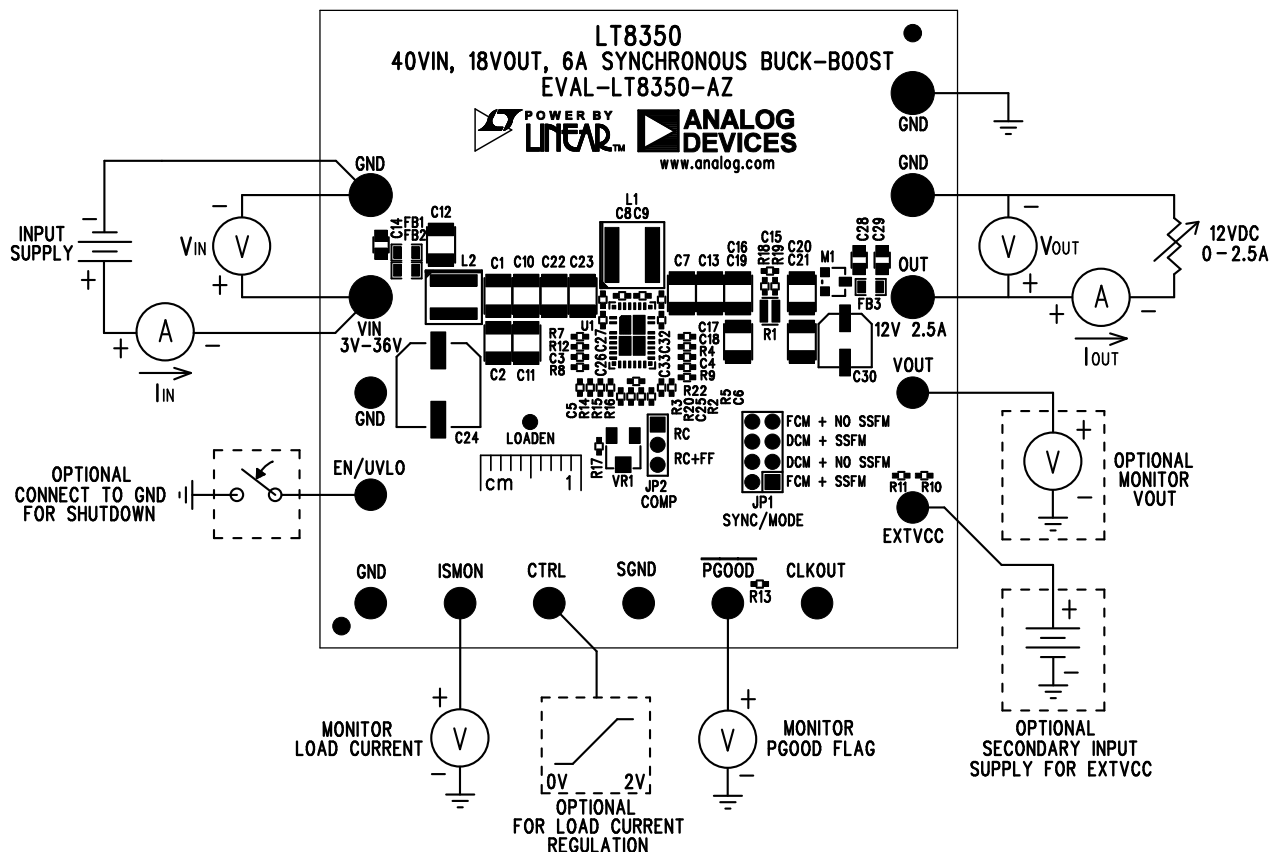 LT8350
40VIN, 18VOUT, 6A SYNCHRONOUS BUCK-BOOST
EVAL-LT8350-AZ
POWER BY
LINEAR™
ANALOG
DEVICES
www.analog.com
GND
GND
GND
INPUT
SUPPLY
-
+
-
VIN
V
+
+
A
-
IIN
VIN
3V-36V
GND
C14
FB1
FB2
C12
L2
C1
C10
C22
C23
L1
C8
C9
C7
C13
C16
C19
R18
C15
R19
C20
C21
M1
C28
C29
FB3
OUT
12V 2.5A
-
V
VOUT
+
+
A
-
IOUT
12VDC
0-2.5A
U1
R7
R12
C3
R8
C26
C27
C32
C33
C17
C18
R4
C4
R9
R1
C30
C2
C11
C24
C5
R14
R15
R16
R3
R22
R20
C25
R2
R5
C6
VOUT
+
V
OPTIONAL
MONITOR
VOUT
LOADEN
cm
1
R17
VR1
RC
RC+FF
JP2
COMP
FCM + NO SSFM
DCM + SSFM
DCM + NO SSFM
FCM + SSFM
JP1
SYNC/MODE
R11
R10
EXTVCC
OPTIONAL
CONNECT TO GND
FOR SHUTDOWN
EN/UVLO
GND
ISMON
CTRL
SGND
PGOOD
R13
CLKOUT
+
-
OPTIONAL
SECONDARY INPUT
SUPPLY FOR EXTVCC
MONITOR
LOAD CURRENT
+
V
-
0V
2V
OPTIONAL
FOR LOAD CURRENT
REGULATION
+
V
-
MONITOR
PGOOD FLAG